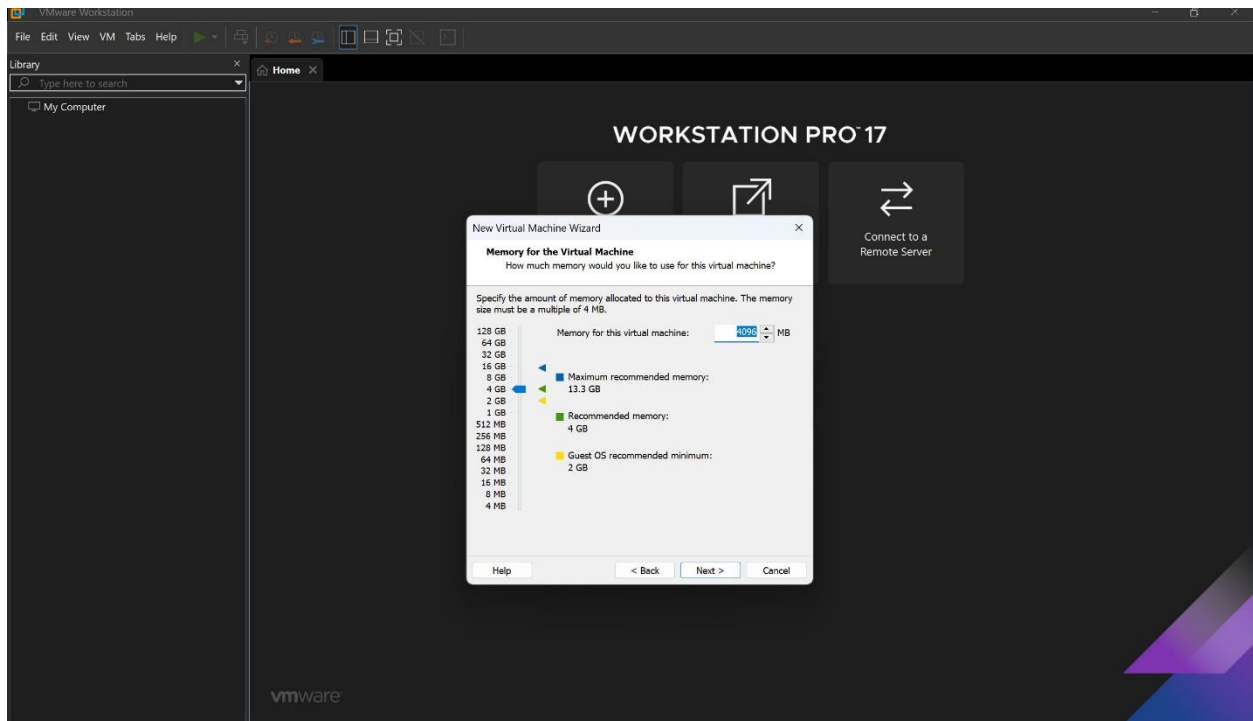 VMware Workstation
File Edit View VM Tabs Help
Library
Type here to search
My Computer
Home
WORKSTATION PRO™ 17
Connect to a
Remote Server
New Virtual Machine Wizard
Memory for the Virtual Machine
How much memory would you like to use for this virtual machine?
Specify the amount of memory allocated to this virtual machine. The memory
size must be a multiple of 4 MB.
Memory for this virtual machine: 4096 MB
128 GB
64 GB
32 GB
16 GB
8 GB
4 GB
2 GB
1 GB
512 MB
256 MB
128 MB
64 MB
32 MB
16 MB
8 MB
4 MB
Maximum recommended memory:
13.3 GB
Recommended memory:
4 GB
Guest OS recommended minimum:
2 GB
Help < Back Next > Cancel
vmware